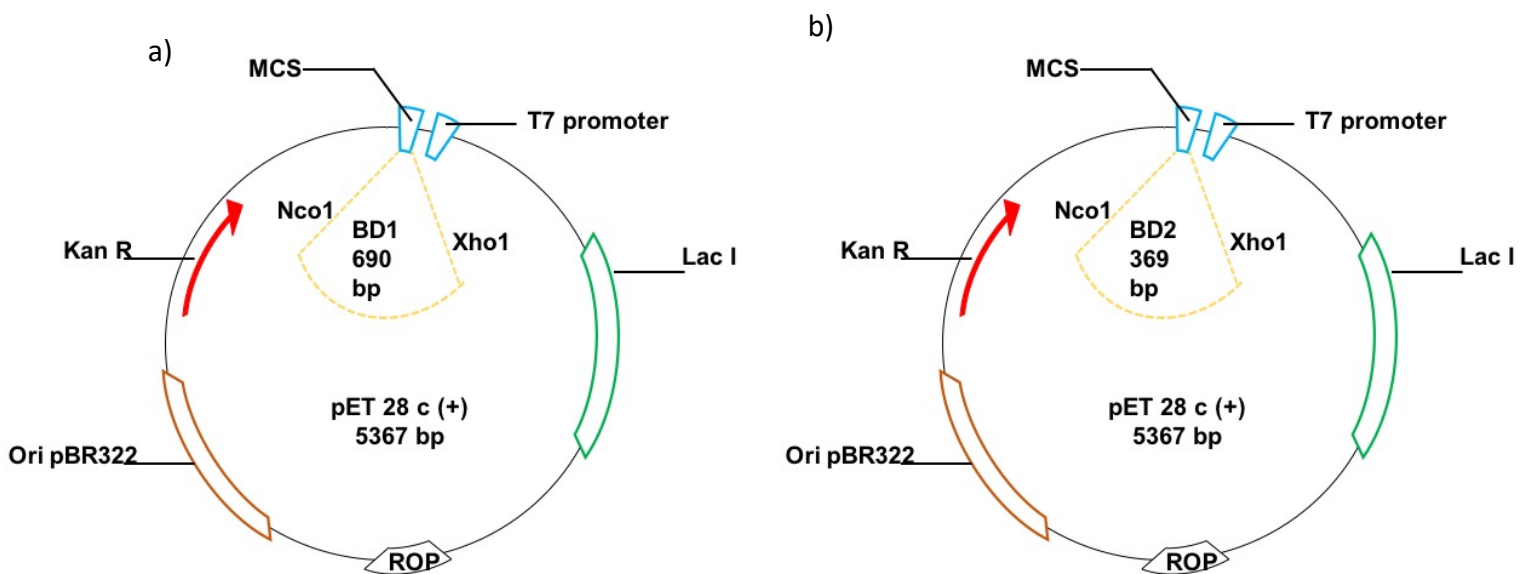 a)
MCS
T7 promoter
Nco1
BD1
690
bp
Xho1
Kan R
Lac I
pET 28 c (+)
5367 bp
Ori pBR322
ROP
b)
MCS
T7 promoter
Nco1
BD2
369
bp
Xho1
Kan R
Lac I
pET 28 c (+)
5367 bp
Ori pBR322
ROP